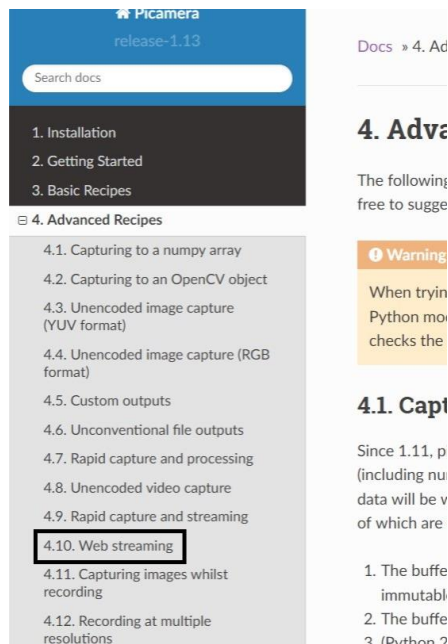 Picamera
release-1.13
Search docs
1. Installation
2. Getting Started
3. Basic Recipes
4. Advanced Recipes
4.1. Capturing to a numpy array
4.2. Capturing to an OpenCV object
4.3. Unencoded image capture
(YUV format)
4.4. Unencoded image capture (RGB
format)
4.5. Custom outputs
4.6. Unconventional file outputs
4.7. Rapid capture and processing
4.8. Unencoded video capture
4.9. Rapid capture and streaming
4.10. Web streaming
4.11. Capturing images whilst
recording
4.12. Recording at multiple
resolutions
Docs » 4. Ad
4. Adva
The following
free to sugge
Warning
When tryin
Python mo
checks the
4.1. Capt
Since 1.11, p
(including nu
data will be w
of which are
1. The buffe
immutabl
2. The buffe
3. (Python 2